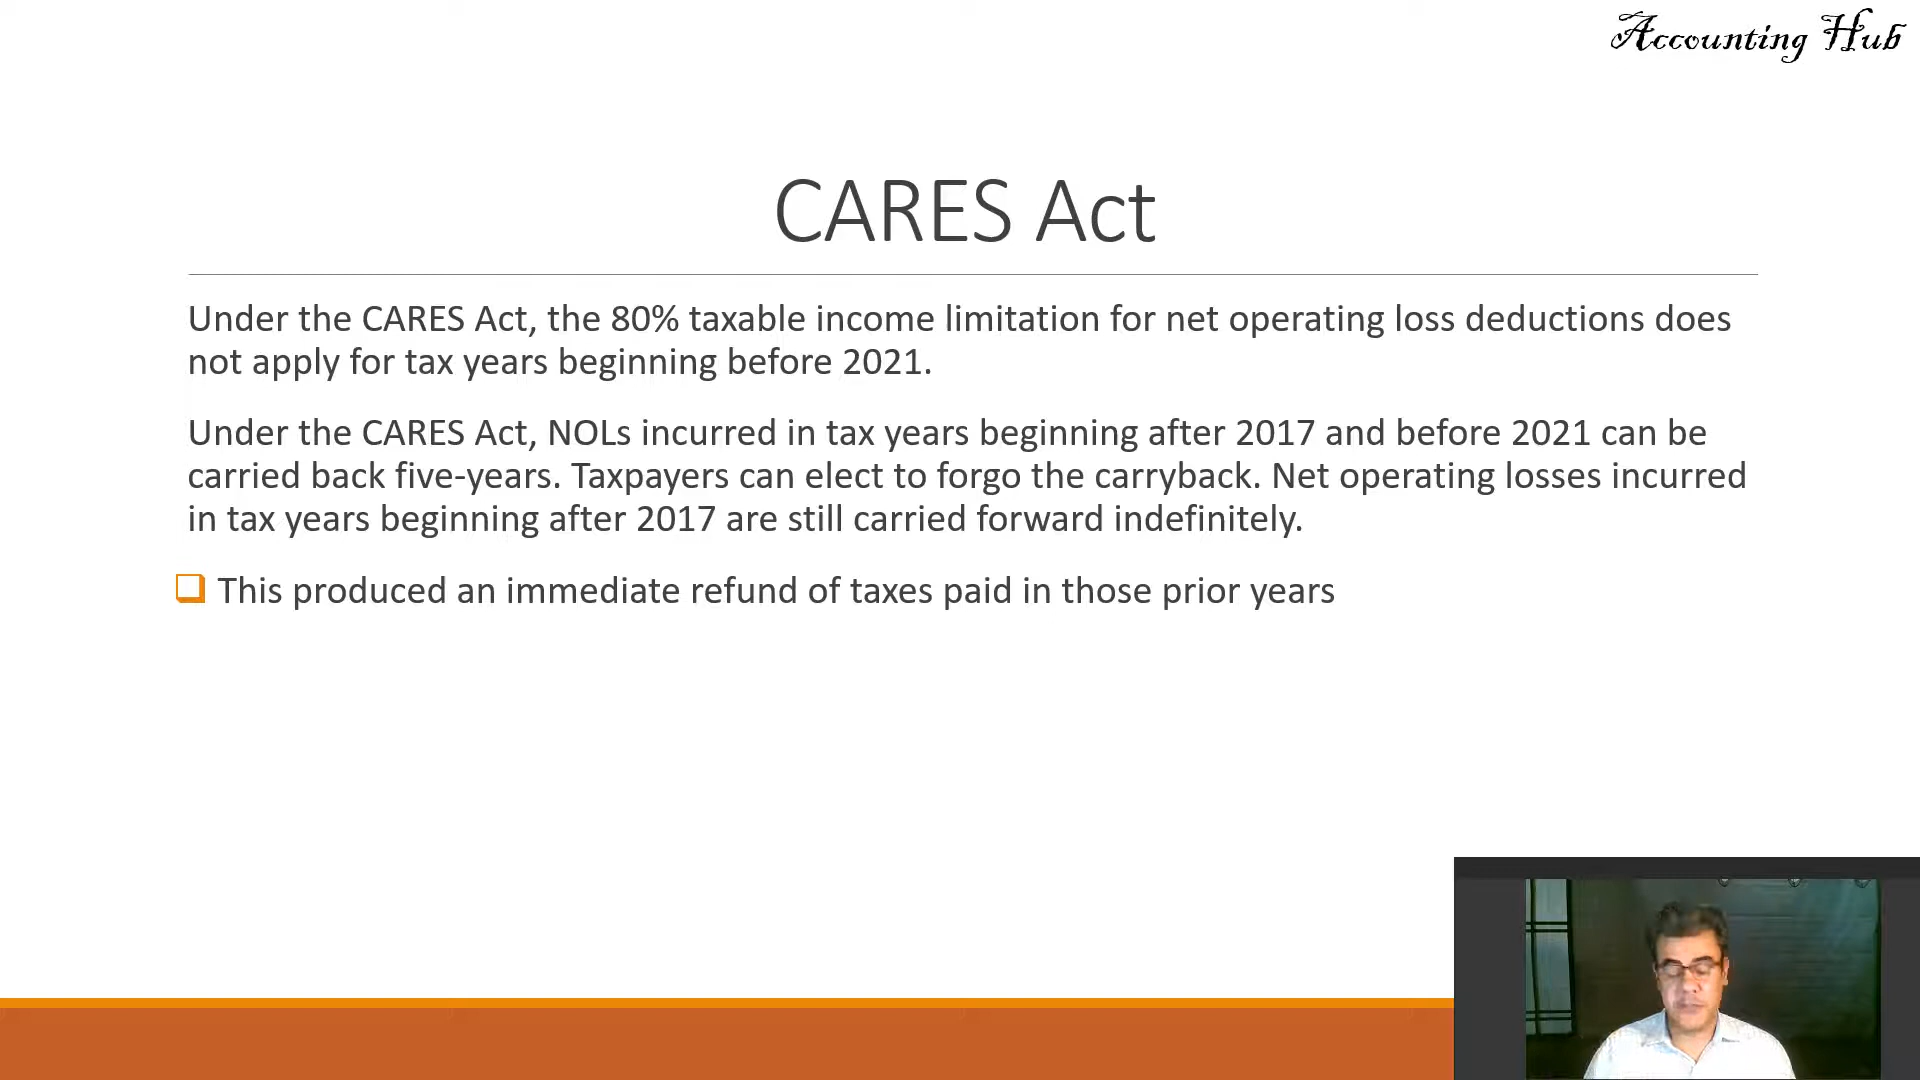 Accounting Hub
CARES Act
Under the CARES Act, the 80% taxable income limitation for net operating loss deductions does
not apply for tax years beginning before 2021.
Under the CARES Act, NOLs incurred in tax years beginning after 2017 and before 2021 can be
carried back five-years. Taxpayers can elect to forgo the carryback. Net operating losses incurred
in tax years beginning after 2017 are still carried forward indefinitely.
This produced an immediate refund of taxes paid in those prior years